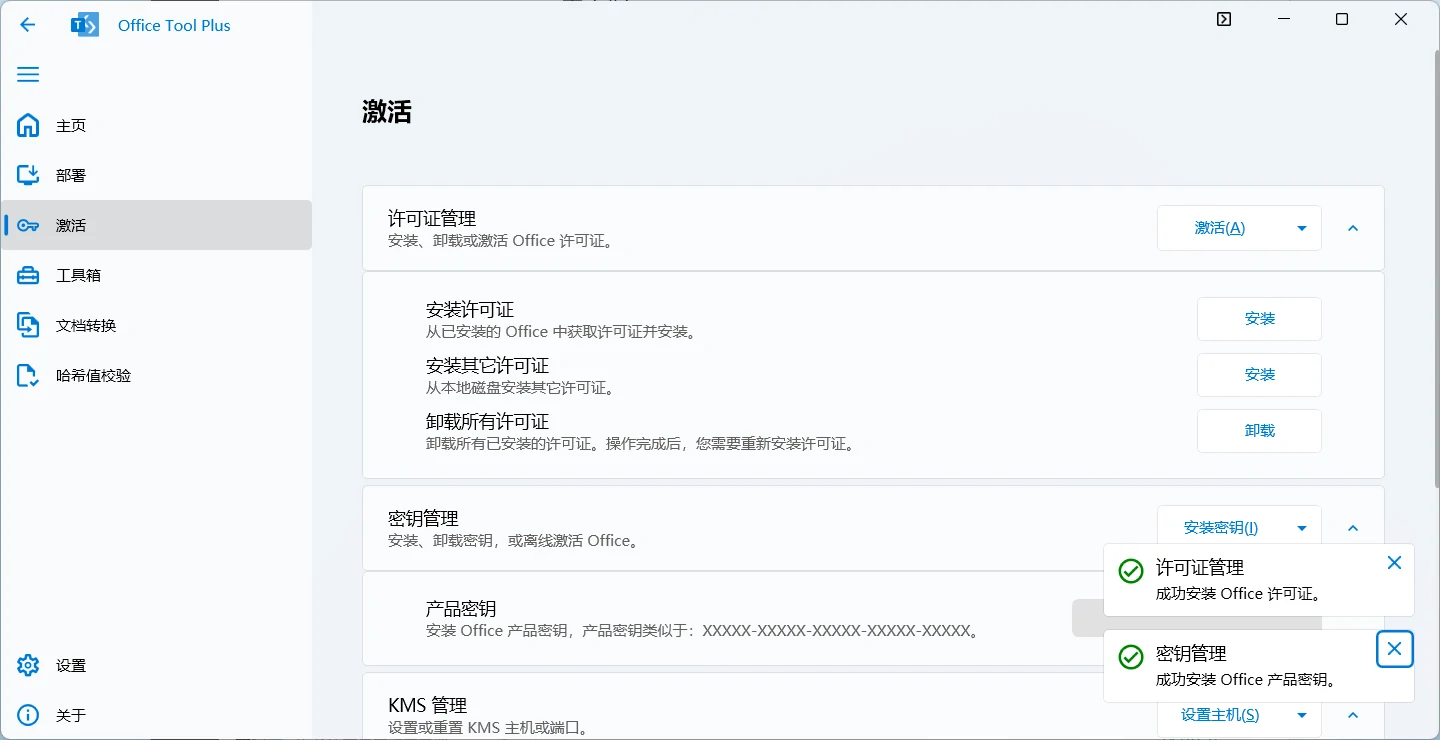 Office Tool Plus
主页
部署
激活
工具箱
文档转换
哈希值校验
设置
关于
激活
许可证管理
安装、卸载或激活 Office 许可证。
激活(A)
安装许可证
从已安装的 Office 中获取许可证并安装。
安装
安装其它许可证
从本地磁盘安装其它许可证。
安装
卸载所有许可证
卸载所有已安装的许可证。操作完成后，您需要重新安装许可证。
卸载
密钥管理
安装、卸载密钥，或离线激活 Office。
安装密钥(I)
产品密钥
安装 Office 产品密钥，产品密钥类似于：XXXXX-XXXXX-XXXXX-XXXXX-XXXXX。
许可证管理
成功安装 Office 许可证。
密钥管理
成功安装 Office 产品密钥。
KMS 管理
设置或重置 KMS 主机或端口。
设置主机(S)